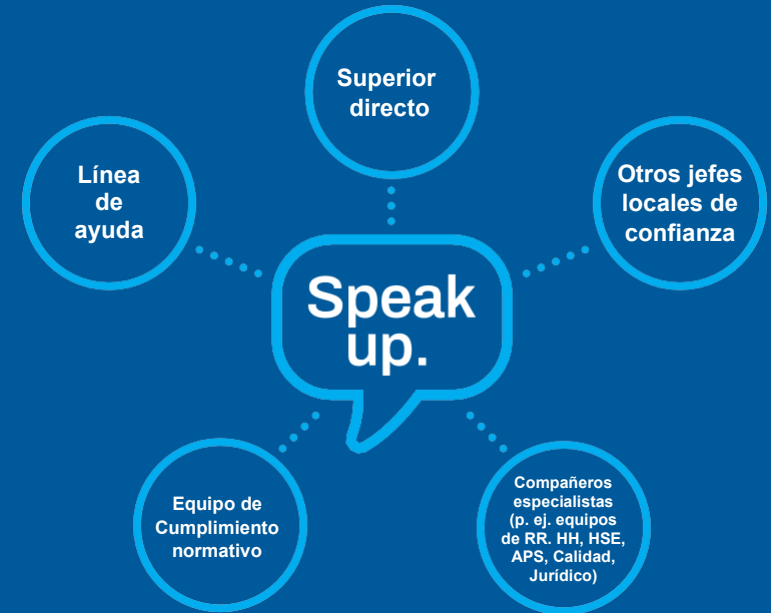 Superior
directo
Línea
de
ayuda
Otros jefes
locales de
confianza
Speak
up.
Equipo de
Cumplimiento
normativo
Compañeros
especialistas
(p. ej. equipos
de RR. HH, HSE,
APS, Calidad,
Jurídico)